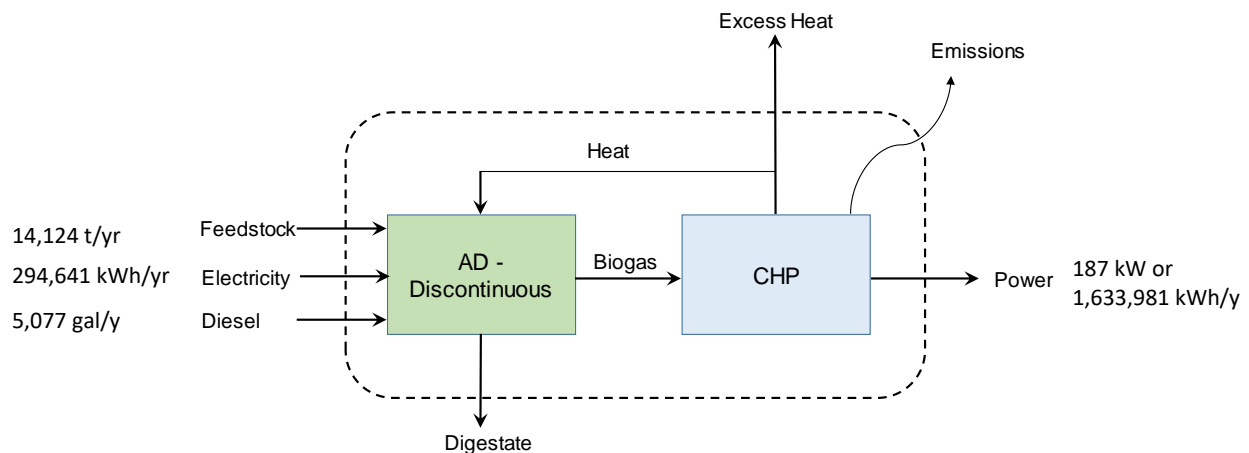 Excess Heat
Emissions
Heat
14,124 t/yr
Feedstock
294,641 kWh/yr
Electricity
5,077 gal/y
Diesel
AD -
Discontinuous
Biogas
CHP
Power
187 kW or
1,633,981 kWh/y
Digestate